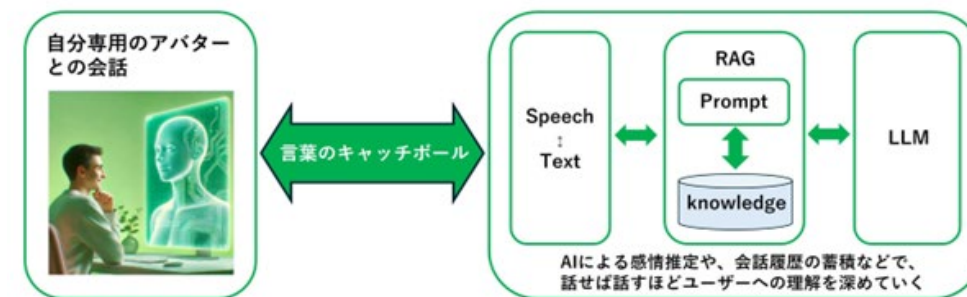 自分専用のアバター
との会話
言葉のキャッチボール
Speech
↕
Text
RAG
Prompt
knowledge
LLM
AIによる感情推定や、会話履歴の蓄積などで、
話せば話すほどユーザーへの理解を深めていく